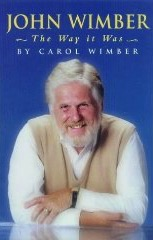 JOHN WIMBER
The Way it Was
BY CAROL WIMBER